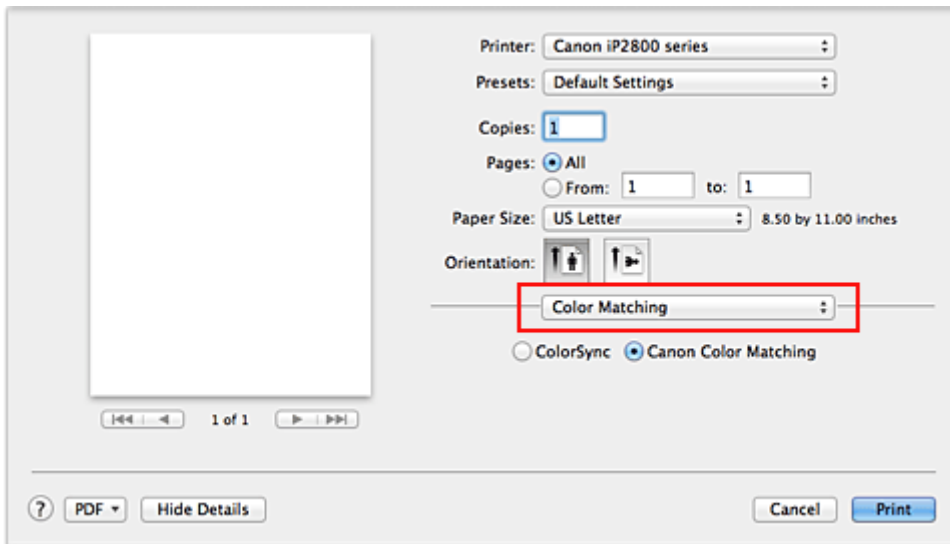 Printer: Canon iP2800 series
Presets: Default Settings
Copies: 1
Pages: All
From: 1 to: 1
Paper Size: US Letter 8.50 by 11.00 inches
Orientation:
Color Matching
ColorSync Canon Color Matching
1 of 1
? PDF Hide Details Cancel Print